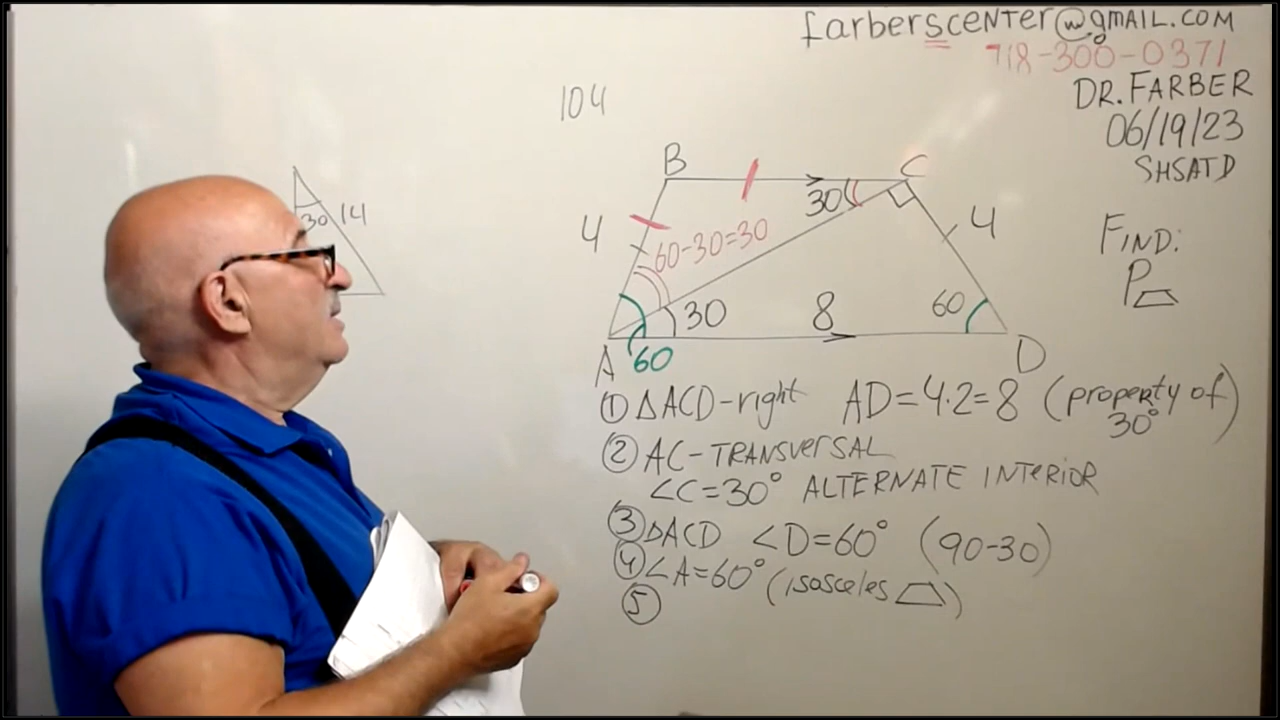 farberscenter@gmail.com
718-300-0371
DR. FARBER
06/19/23
SHSATD
104
30 14
B C
4 30 4
60-30=30
FIND:
P
30 8 60
A 60 D
① △ACD-right AD=4·2=8 (property of 30°)
② AC-TRANSVERSAL
∠C=30° ALTERNATE INTERIOR
③ △ACD ∠D=60° (90-30)
④ ∠A=60° (isosceles ⏢)
⑤